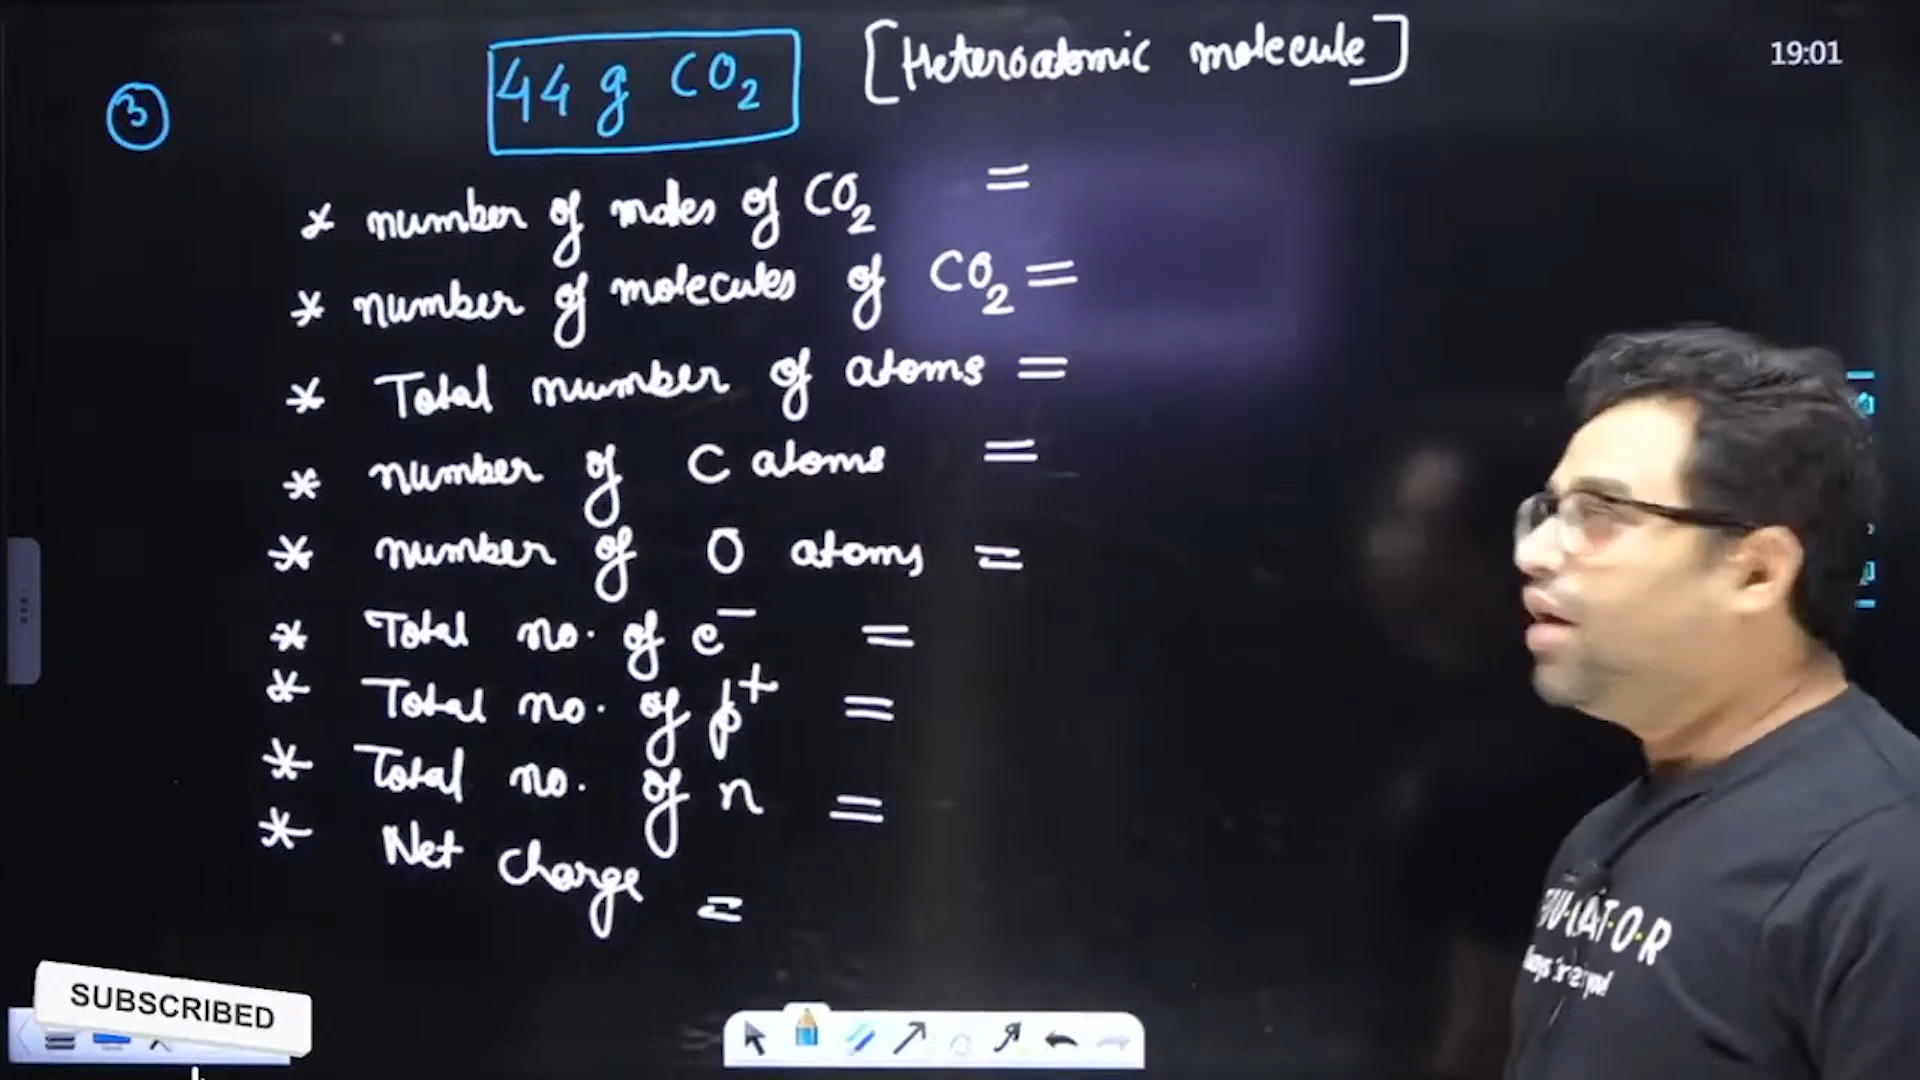 19:01
3
44 g CO₂ [Heteroatomic molecule]
* number of moles of CO₂ =
* number of molecules of CO₂ =
* Total number of atoms =
* number of C atoms =
* number of O atoms =
* Total no. of e⁻ =
* Total no. of p⁺ =
* Total no. of n =
* Net charge =
SUBSCRIBED